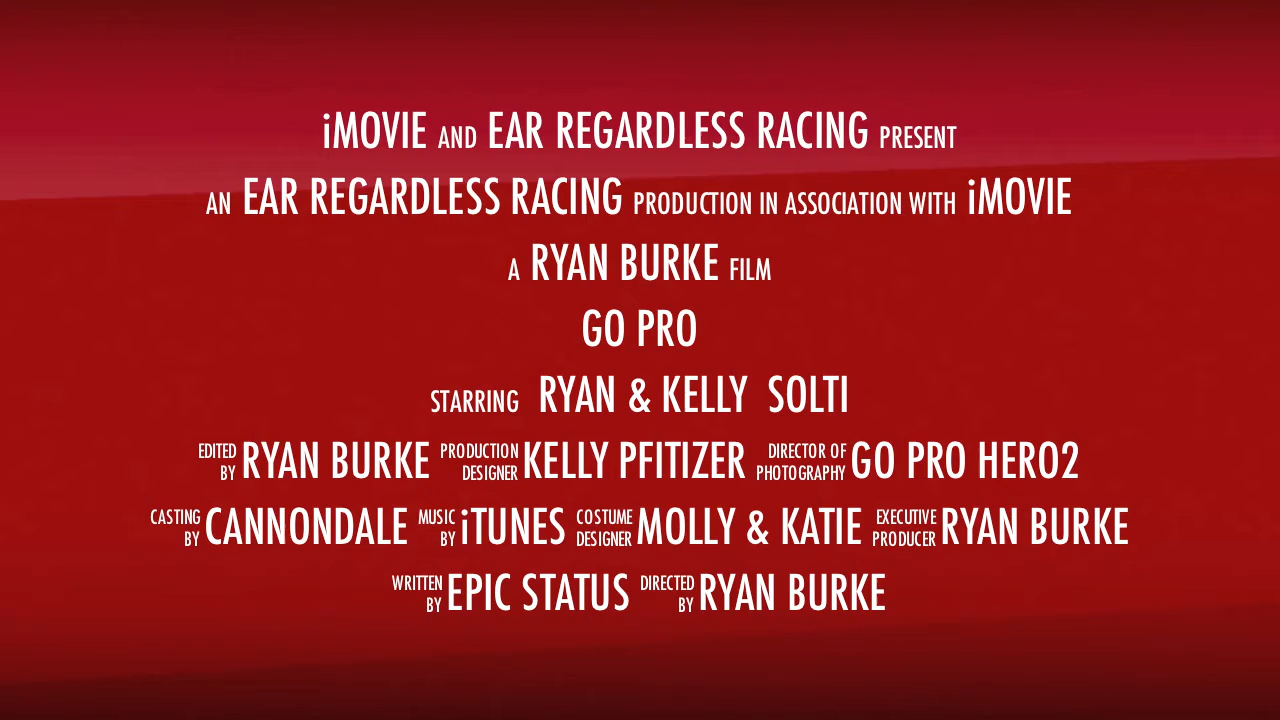 iMOVIE AND EAR REGARDLESS RACING PRESENT
AN EAR REGARDLESS RACING PRODUCTION IN ASSOCIATION WITH iMOVIE
A RYAN BURKE FILM
GO PRO
STARRING RYAN & KELLY SOLTI
EDITED BY RYAN BURKE PRODUCTION DESIGNER KELLY PFITIZER DIRECTOR OF PHOTOGRAPHY GO PRO HERO2
CASTING BY CANNONDALE MUSIC BY iTUNES COSTUME DESIGNER MOLLY & KATIE EXECUTIVE PRODUCER RYAN BURKE
WRITTEN BY EPIC STATUS DIRECTED BY RYAN BURKE